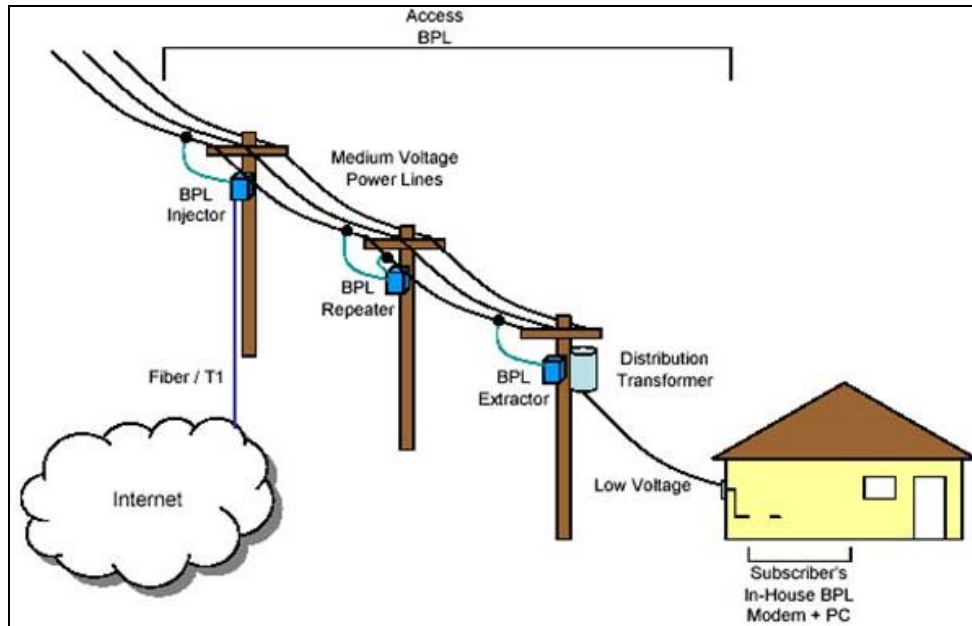 Access
BPL
Medium Voltage
Power Lines
BPL
Injector
BPL
Repeater
Fiber / T1
BPL
Extractor
Distribution
Transformer
Low Voltage
Internet
Subscriber's
In-House BPL
Modem + PC